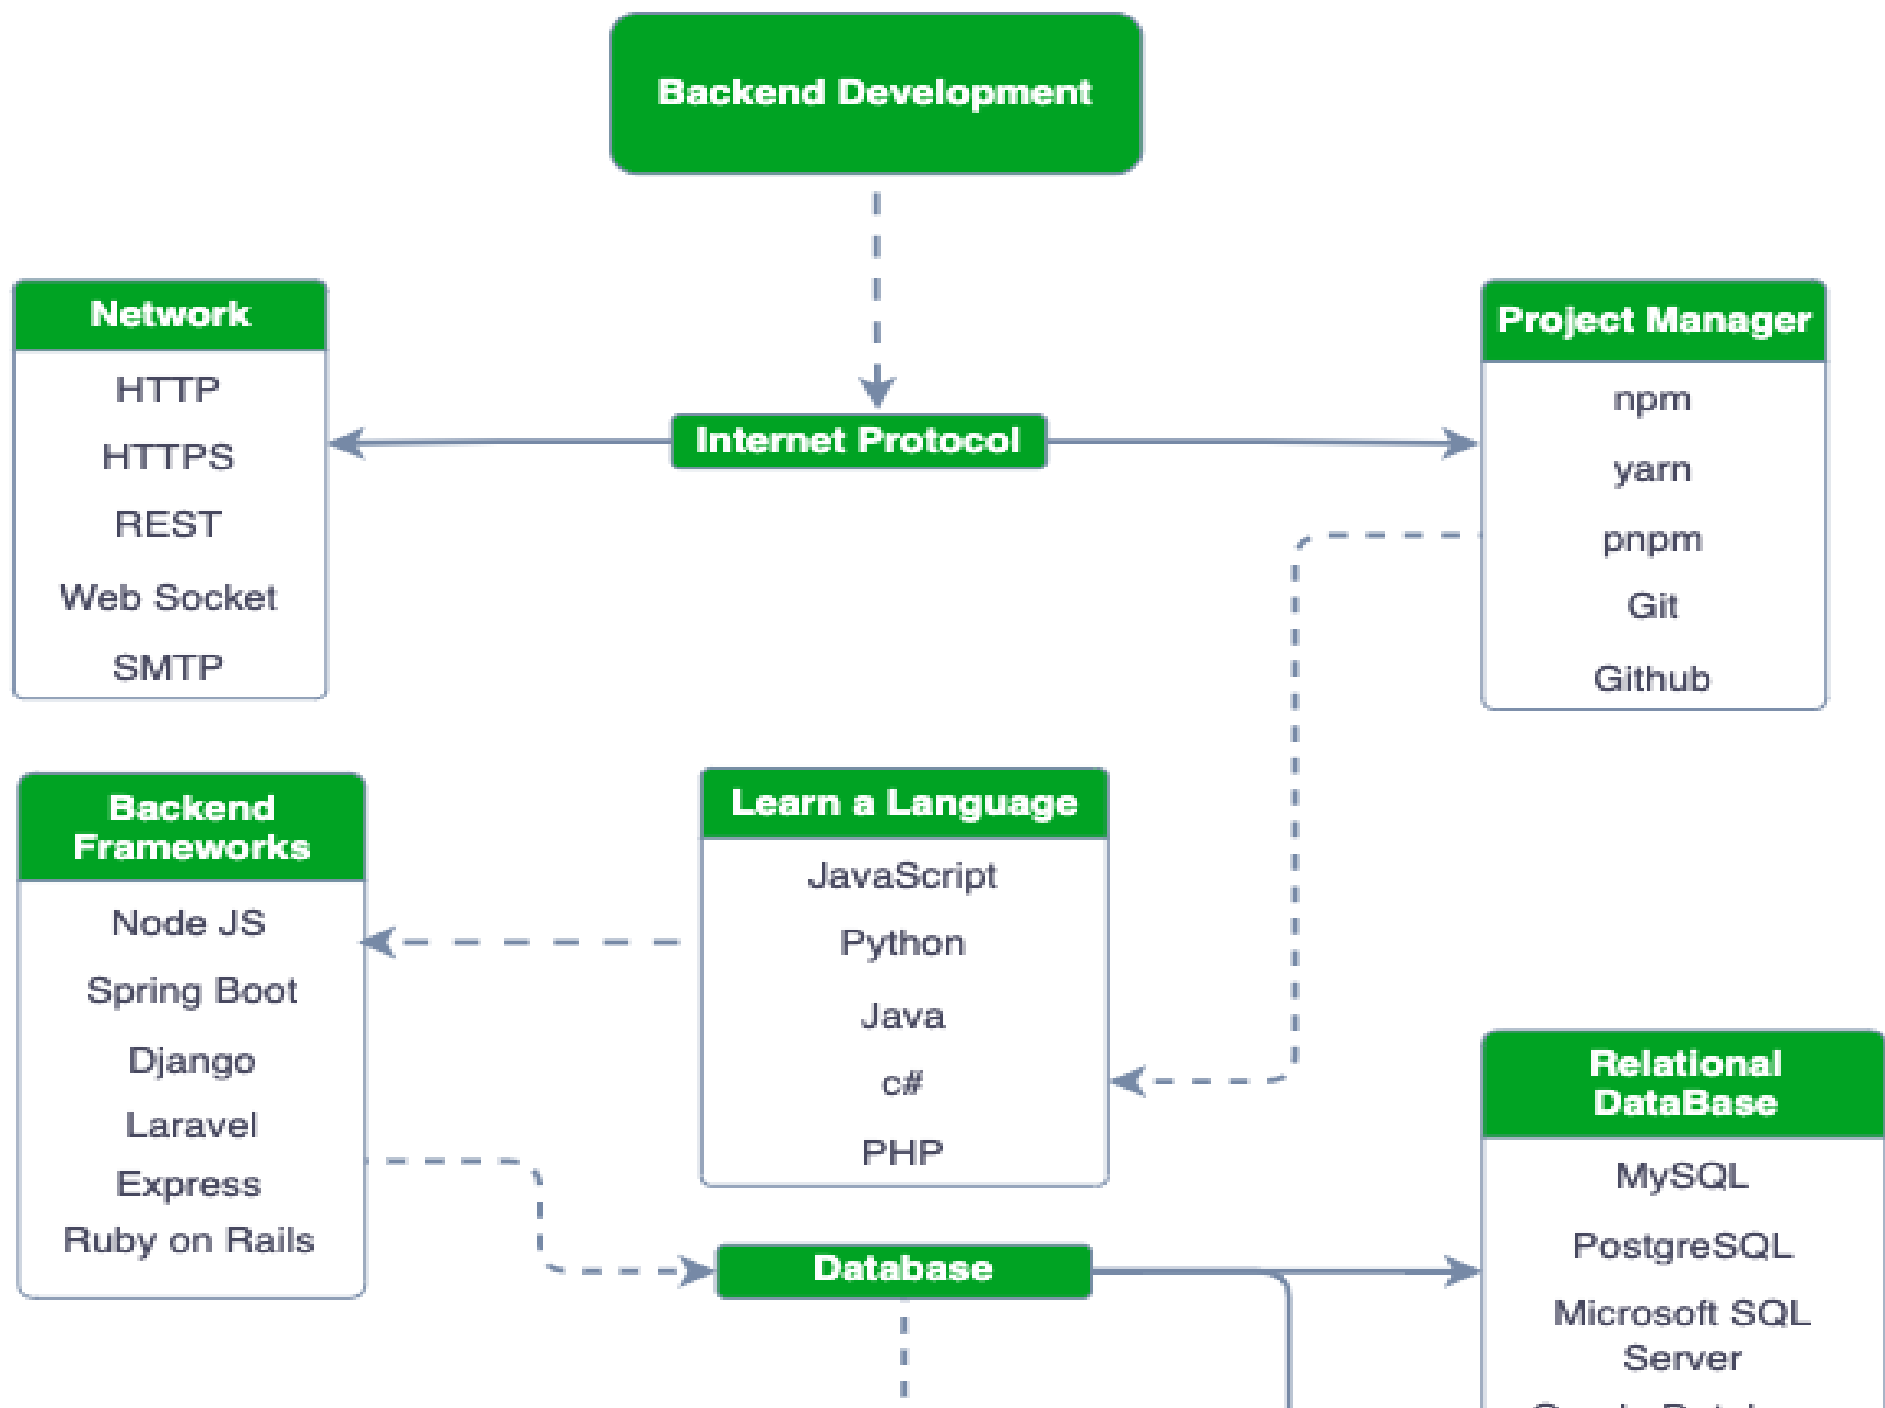 Backend Development
Network
HTTP
HTTPS
REST
Web Socket
SMTP
Internet Protocol
Project Manager
npm
yarn
pnpm
Git
Github
Backend
Frameworks
Node JS
Spring Boot
Django
Laravel
Express
Ruby on Rails
Learn a Language
JavaScript
Python
Java
c#
PHP
Database
Relational
DataBase
MySQL
PostgreSQL
Microsoft SQL
Server